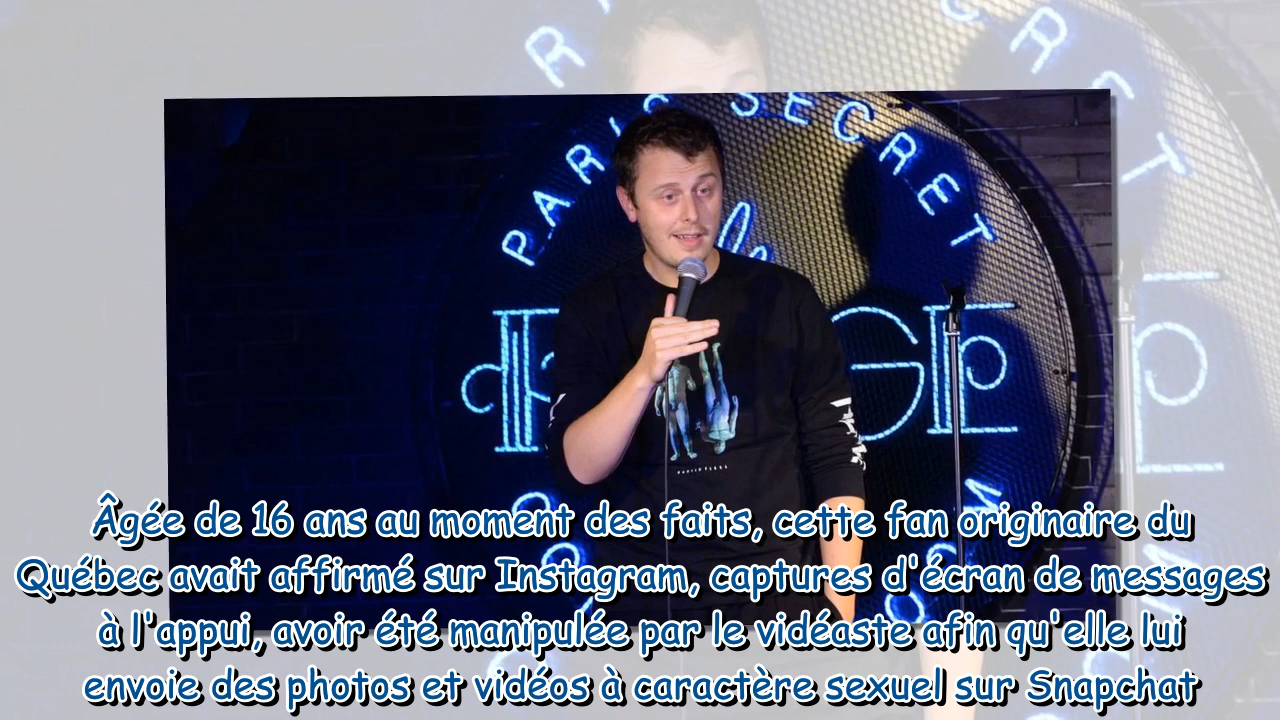 PARIS SECRET
Âgée de 16 ans au moment des faits, cette fan originaire du
Québec avait affirmé sur Instagram, captures d'écran de messages
à l'appui, avoir été manipulée par le vidéaste afin qu'elle lui
envoie des photos et vidéos à caractère sexuel sur Snapchat